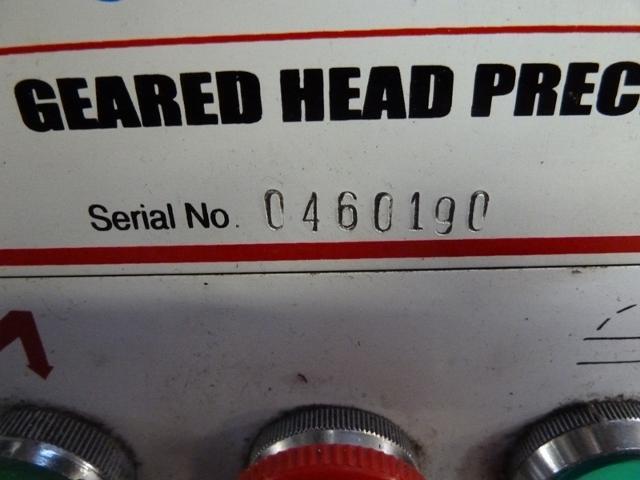 GEARED HEAD PREC
Serial No. 0460190